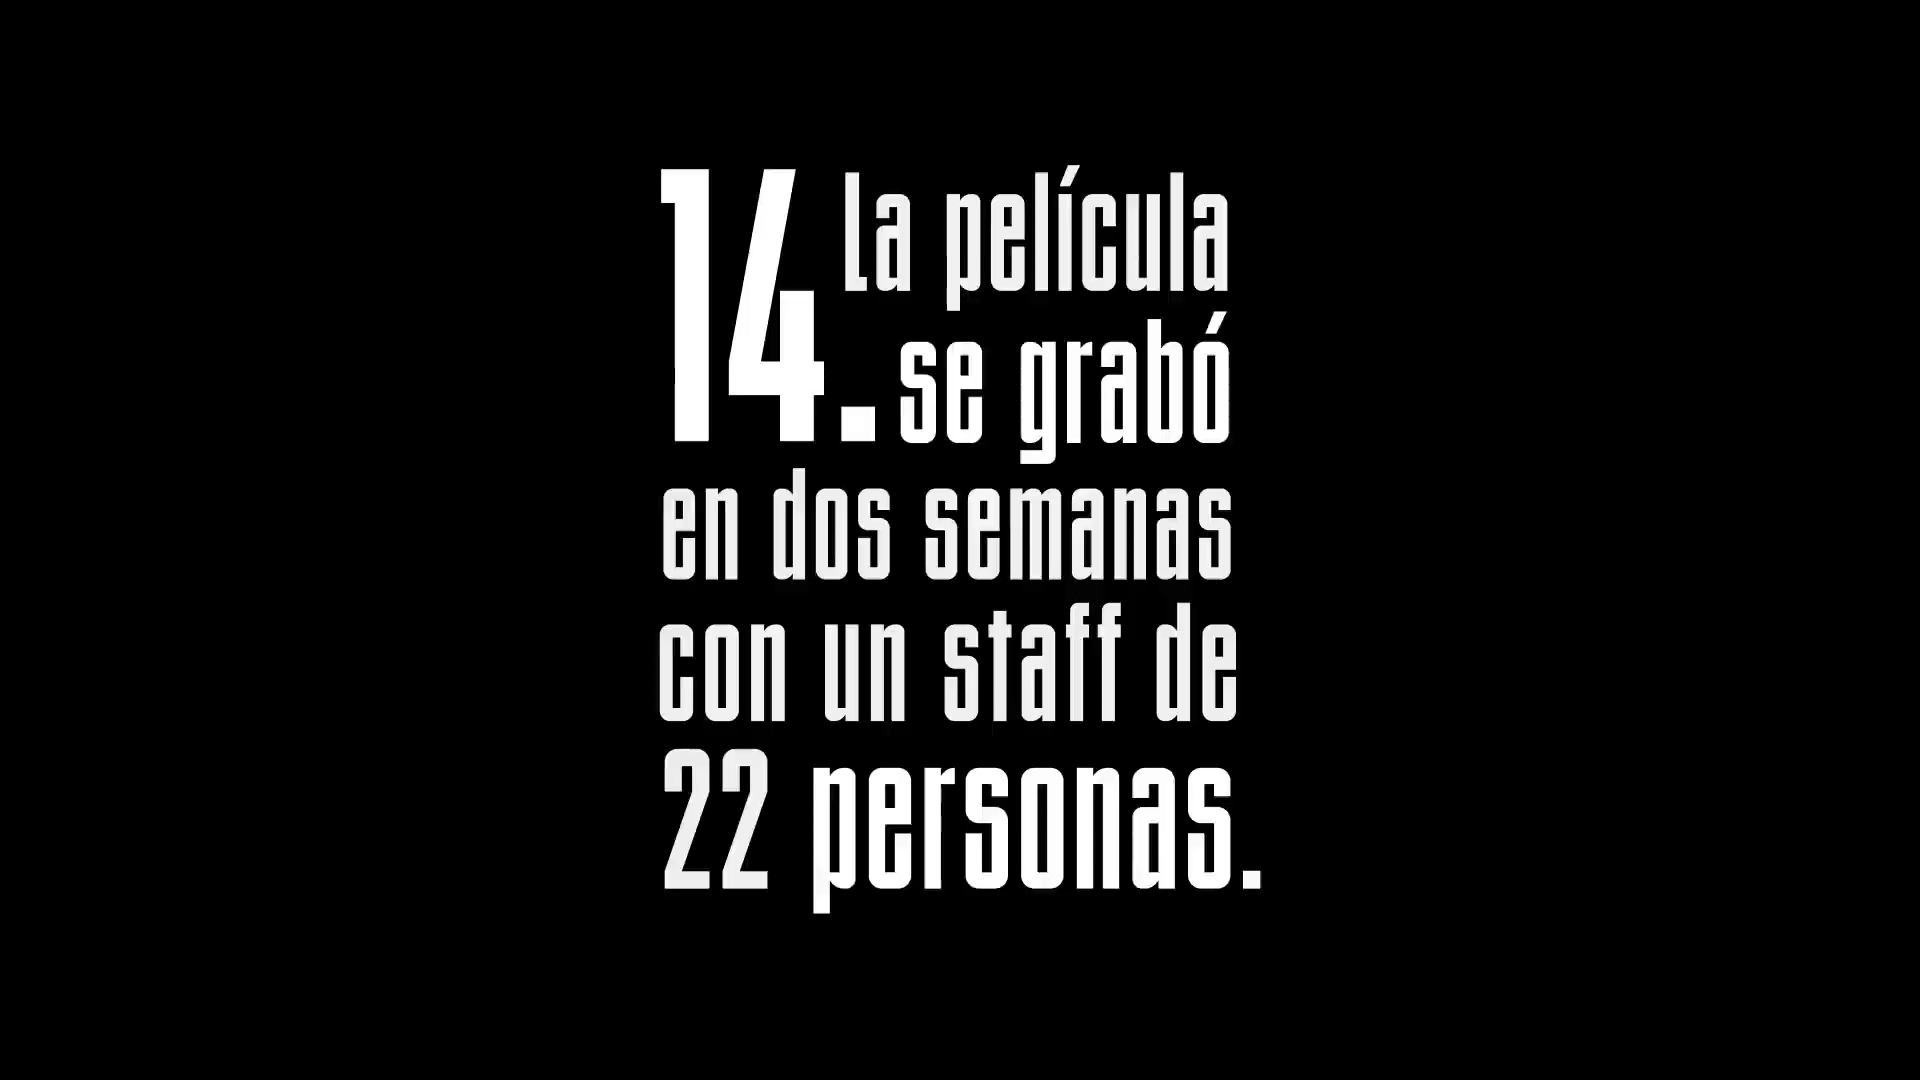 14. La película
se grabó
en dos semanas
con un staff de
22 personas.